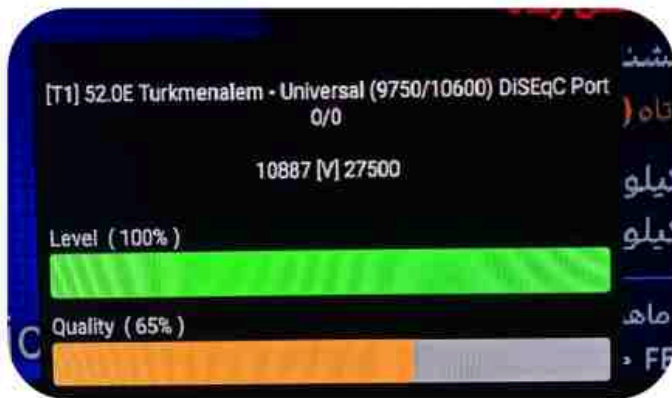 [T1] 52.0E Turkmenalem - Universal (9750/10600) DiSEqC Port
0/0
10887 [V] 27500
Level ( 100% )
Quality ( 65% )